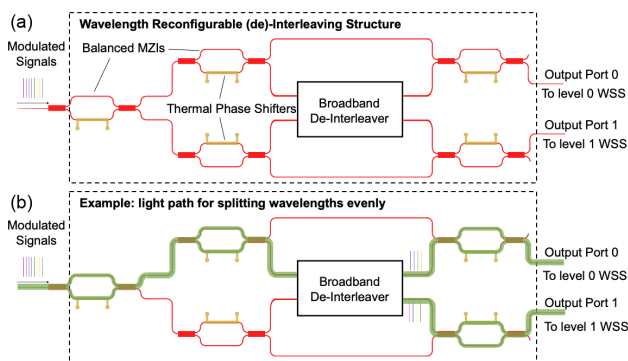 (a)
Wavelength Reconfigurable (de)-Interleaving Structure
Modulated
Signals
Balanced MZIs
Thermal Phase Shifters
Broadband
De-Interleaver
Output Port 0
To level 0 WSS
Output Port 1
To level 1 WSS
(b)
Example: light path for splitting wavelengths evenly
Modulated
Signals
Broadband
De-Interleaver
Output Port 0
To level 0 WSS
Output Port 1
To level 1 WSS